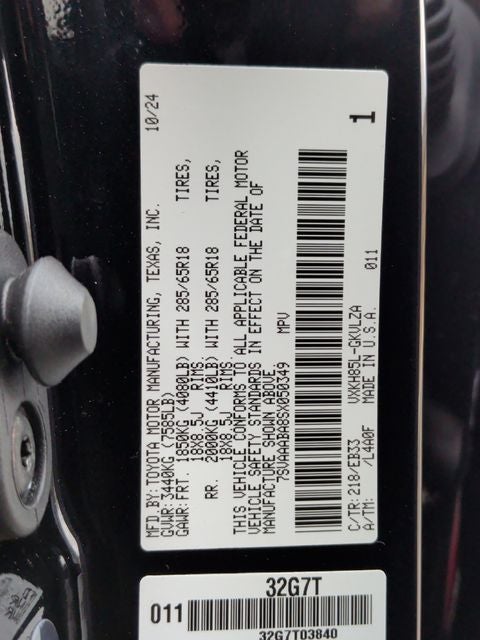 MFD.BY:TOYOTA MOTOR MANUFACTURING, TEXAS, INC. 10/24
GVWR:3440KG (7585LB)
GAWR:FRT. 1850KG (4080LB) WITH 285/65R18 TIRES,
18X8.5J RIMS.
RR. 2000KG (4410LB) WITH 285/65R18 TIRES,
18X8.5J RIMS.
THIS VEHICLE CONFORMS TO ALL APPLICABLE FEDERAL MOTOR
VEHICLE SAFETY STANDARDS IN EFFECT ON THE DATE OF
MANUFACTURE SHOWN ABOVE.
7SVAAABA8SX050349 MPV
C/TR:218/EB33 VXKH85L-GKVLZA
A/TM: /L4A0F MADE IN U.S.A. 011
1
32G7T
011
32G7T03840